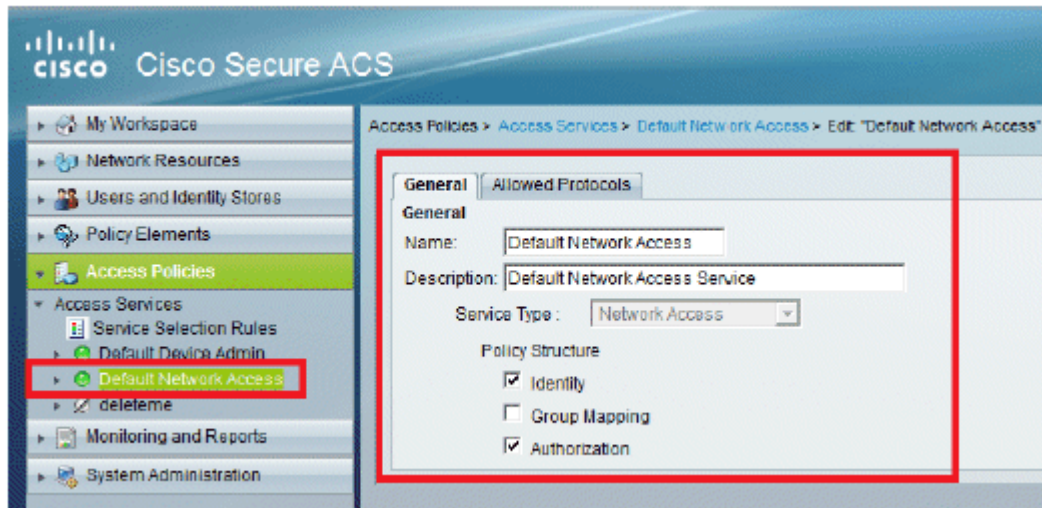 CISCO Cisco Secure ACS
My Workspace
Network Resources
Users and Identity Stores
Policy Elements
Access Policies
Access Services
Service Selection Rules
Default Device Admin
Default Network Access
deleteme
Monitoring and Reports
System Administration
Access Policies > Access Services > Default Network Access > Edit: "Default Network Access"
General Allowed Protocols
General
Name: Default Network Access
Description: Default Network Access Service
Service Type : Network Access
Policy Structure
Identity
Group Mapping
Authorization